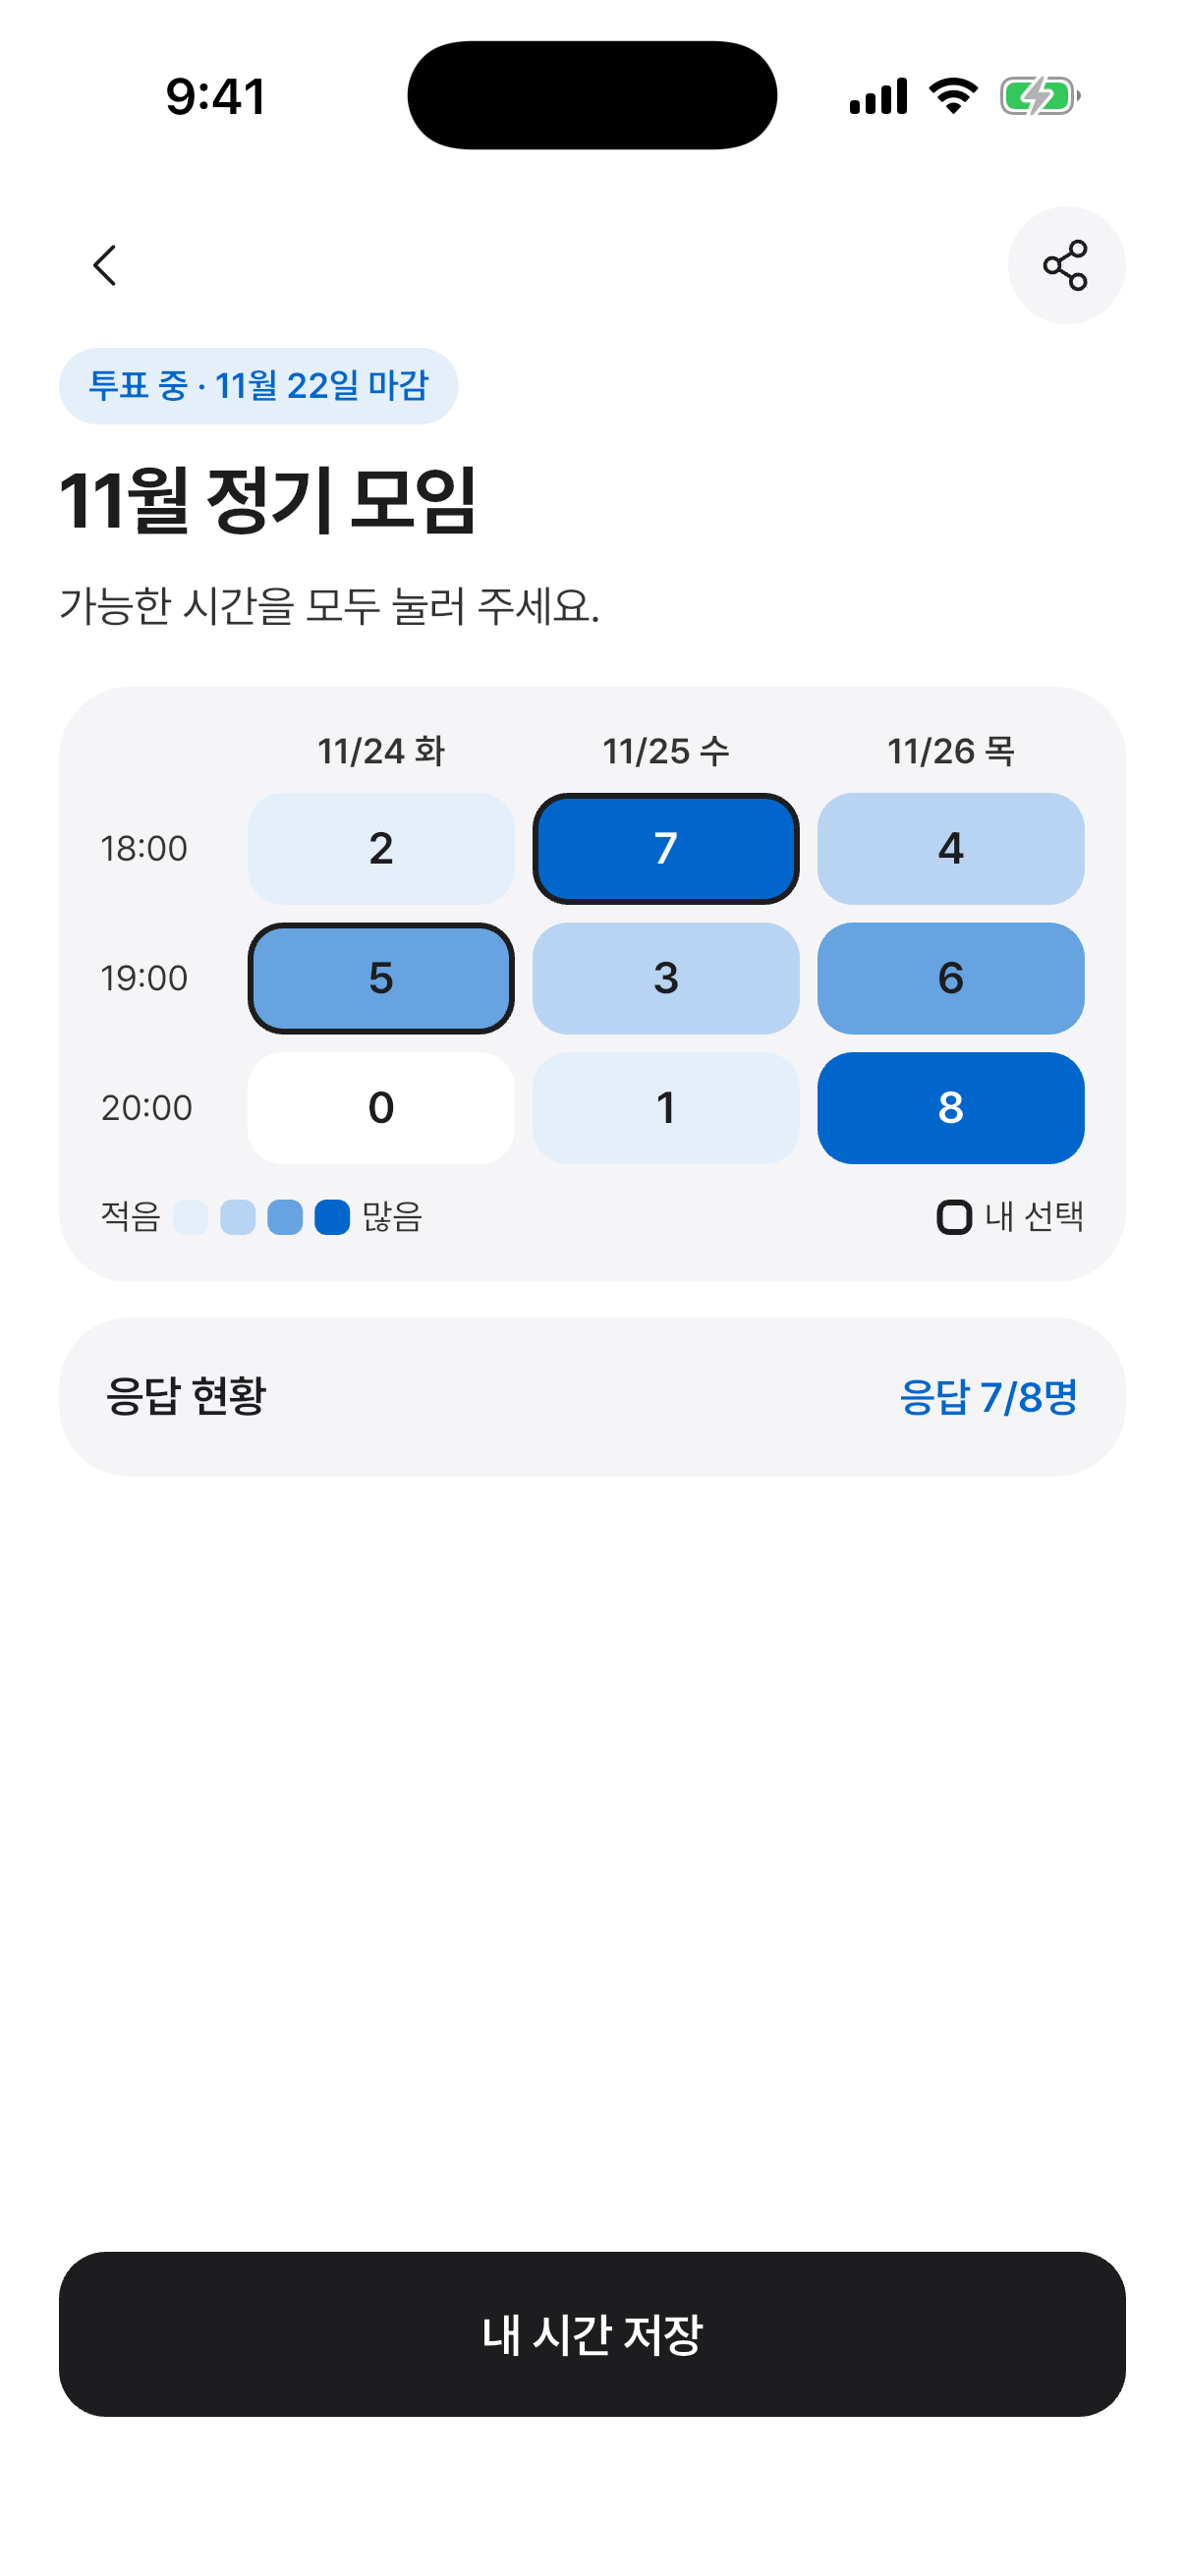 9:41
투표 중 · 11월 22일 마감
11월 정기 모임
가능한 시간을 모두 눌러 주세요.
11/24 화 11/25 수 11/26 목
18:00 2 7 4
19:00 5 3 6
20:00 0 1 8
적음 많음 내 선택
응답 현황 응답 7/8명
내 시간 저장